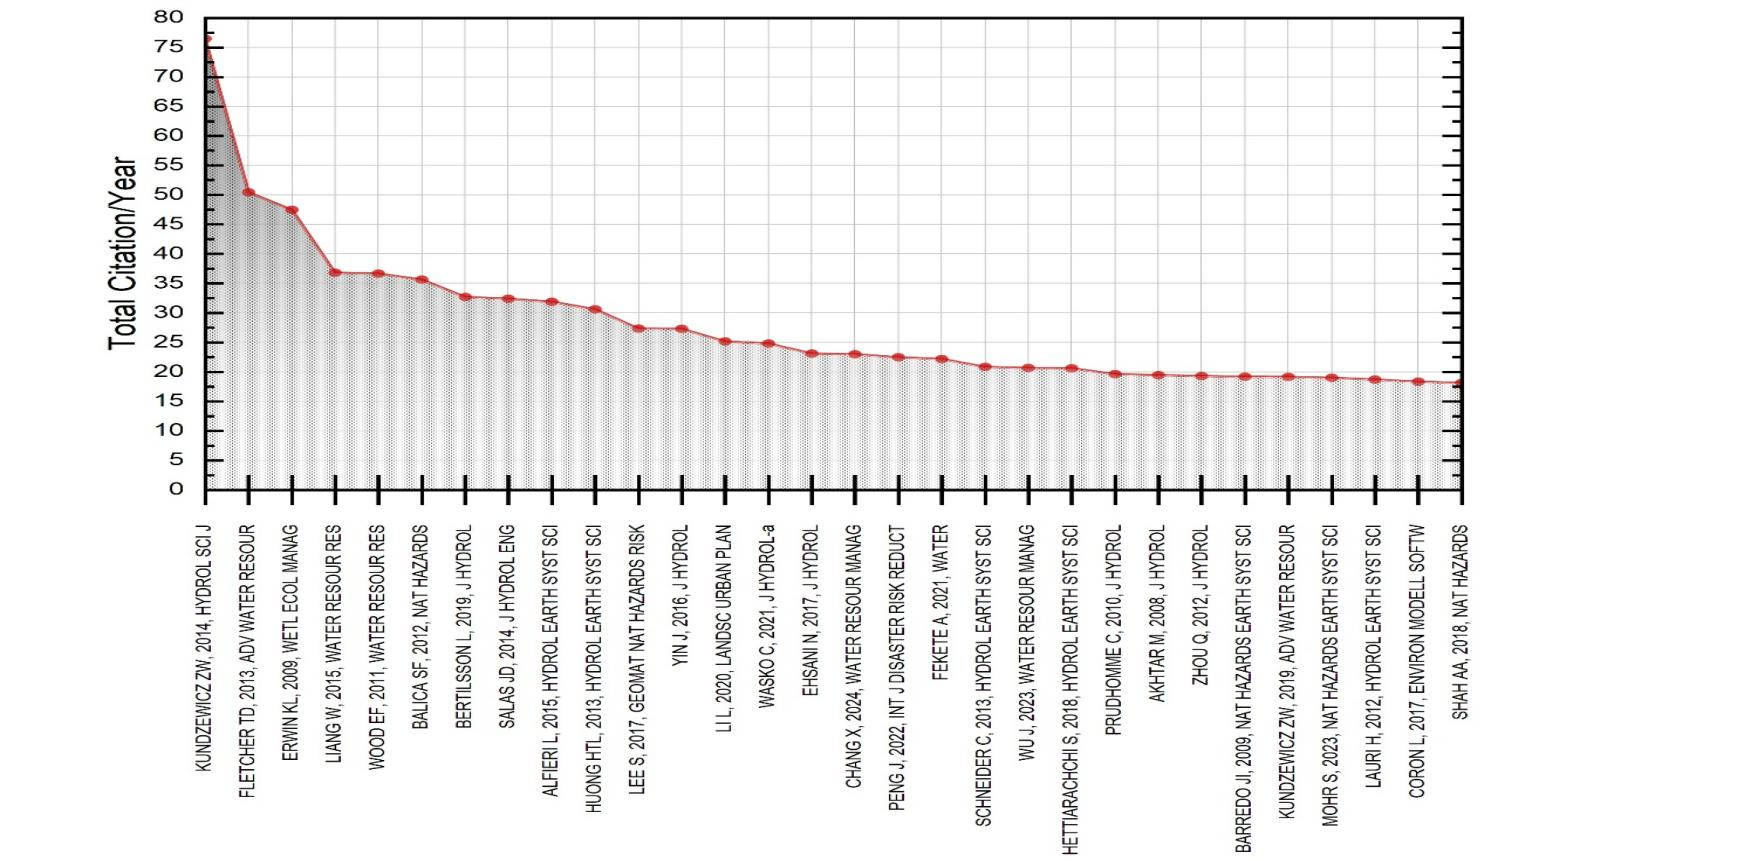 Total Citation/Year
80
75
70
65
60
55
50
45
40
35
30
25
20
15
10
5
0
KUNDZEWICZ ZW, 2014, HYDROL SCI J
FLETCHER TD, 2013, ADV WATER RESOUR
ERWIN KL, 2009, WETL ECOL MANAG
LIANG W, 2015, WATER RESOUR RES
WOOD EF, 2011, WATER RESOUR RES
BALICA SF, 2012, NAT HAZARDS
BERTILSSON L, 2019, J HYDROL
SALAS JD, 2014, J HYDROL ENG
ALFIERI L, 2015, HYDROL EARTH SYST SCI
HUONG HTL, 2013, HYDROL EARTH SYST SCI
LEE S, 2017, GEOMAT NAT HAZARDS RISK
YIN J, 2016, J HYDROL
LI L, 2020, LANDSC URBAN PLAN
WASKO C, 2021, J HYDROL-a
EHSANI N, 2017, J HYDROL
CHANG X, 2024, WATER RESOUR MANAG
PENG J, 2022, INT J DISASTER RISK REDUCT
FEKETE A, 2021, WATER
SCHNEIDER C, 2013, HYDROL EARTH SYST SCI
WU J, 2023, WATER RESOUR MANAG
HETTIARACHCHI S, 2018, HYDROL EARTH SYST SCI
PRUDHOMME C, 2010, J HYDROL
AKHTAR M, 2008, J HYDROL
ZHOU Q, 2012, J HYDROL
BARREDO JI, 2009, NAT HAZARDS EARTH SYST SCI
KUNDZEWICZ ZW, 2019, ADV WATER RESOUR
MOHR S, 2023, NAT HAZARDS EARTH SYST SCI
LAURI H, 2012, HYDROL EARTH SYST SCI
CORON L, 2017, ENVIRON MODELL SOFTW
SHAH AA, 2018, NAT HAZARDS